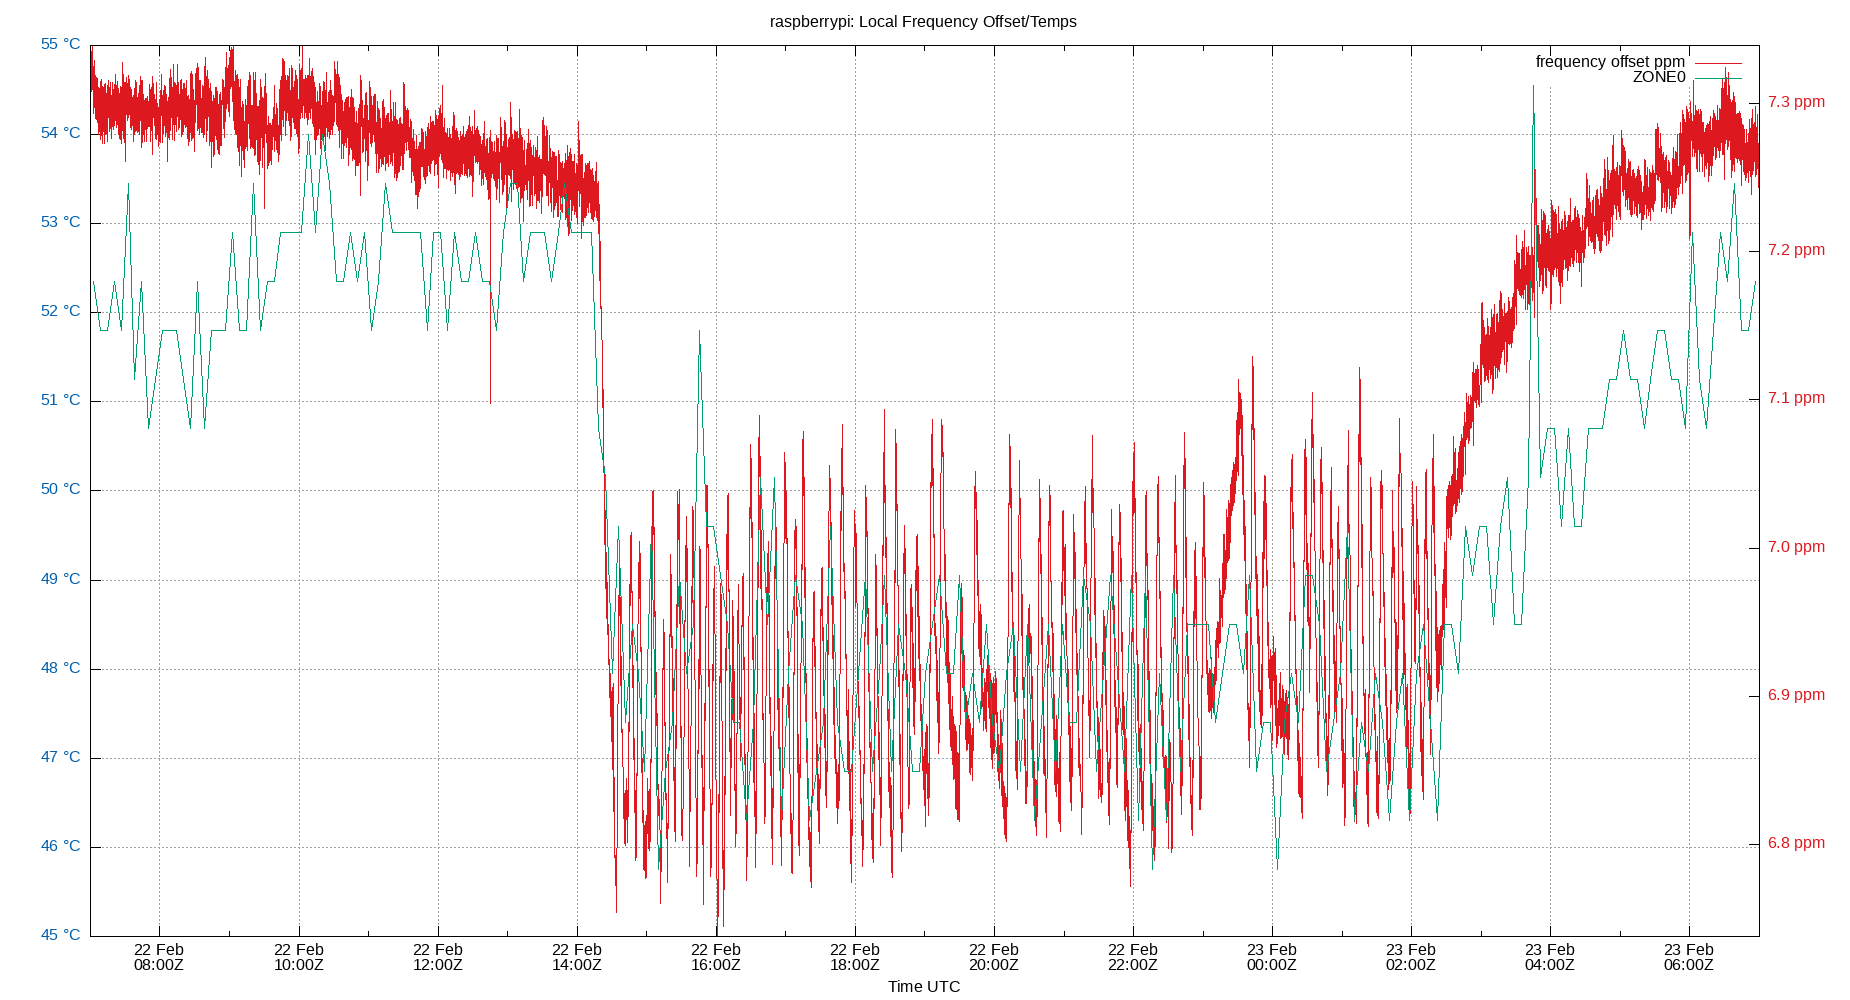 raspberrypi: Local Frequency Offset/Temps
frequency offset ppm
ZONE0
55 °C
54 °C
53 °C
52 °C
51 °C
50 °C
49 °C
48 °C
47 °C
46 °C
45 °C
7.3 ppm
7.2 ppm
7.1 ppm
7.0 ppm
6.9 ppm
6.8 ppm
22 Feb 22 Feb 22 Feb 22 Feb 22 Feb 22 Feb 22 Feb 22 Feb 23 Feb 23 Feb 23 Feb 23 Feb
08:00Z 10:00Z 12:00Z 14:00Z 16:00Z 18:00Z 20:00Z 22:00Z 00:00Z 02:00Z 04:00Z 06:00Z
Time UTC